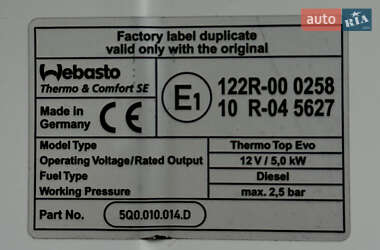 auto RIA.com
Factory label duplicate
valid only with the original
Webasto
Thermo & Comfort SE
Made in
Germany
CE
E1
122R-00 0258
10 R-04 5627
Model Type Thermo Top Evo
Operating Voltage/Rated Output 12 V / 5,0 kW
Fuel Type Diesel
Working Pressure max. 2,5 bar
Part No. 5Q0.010.014.D